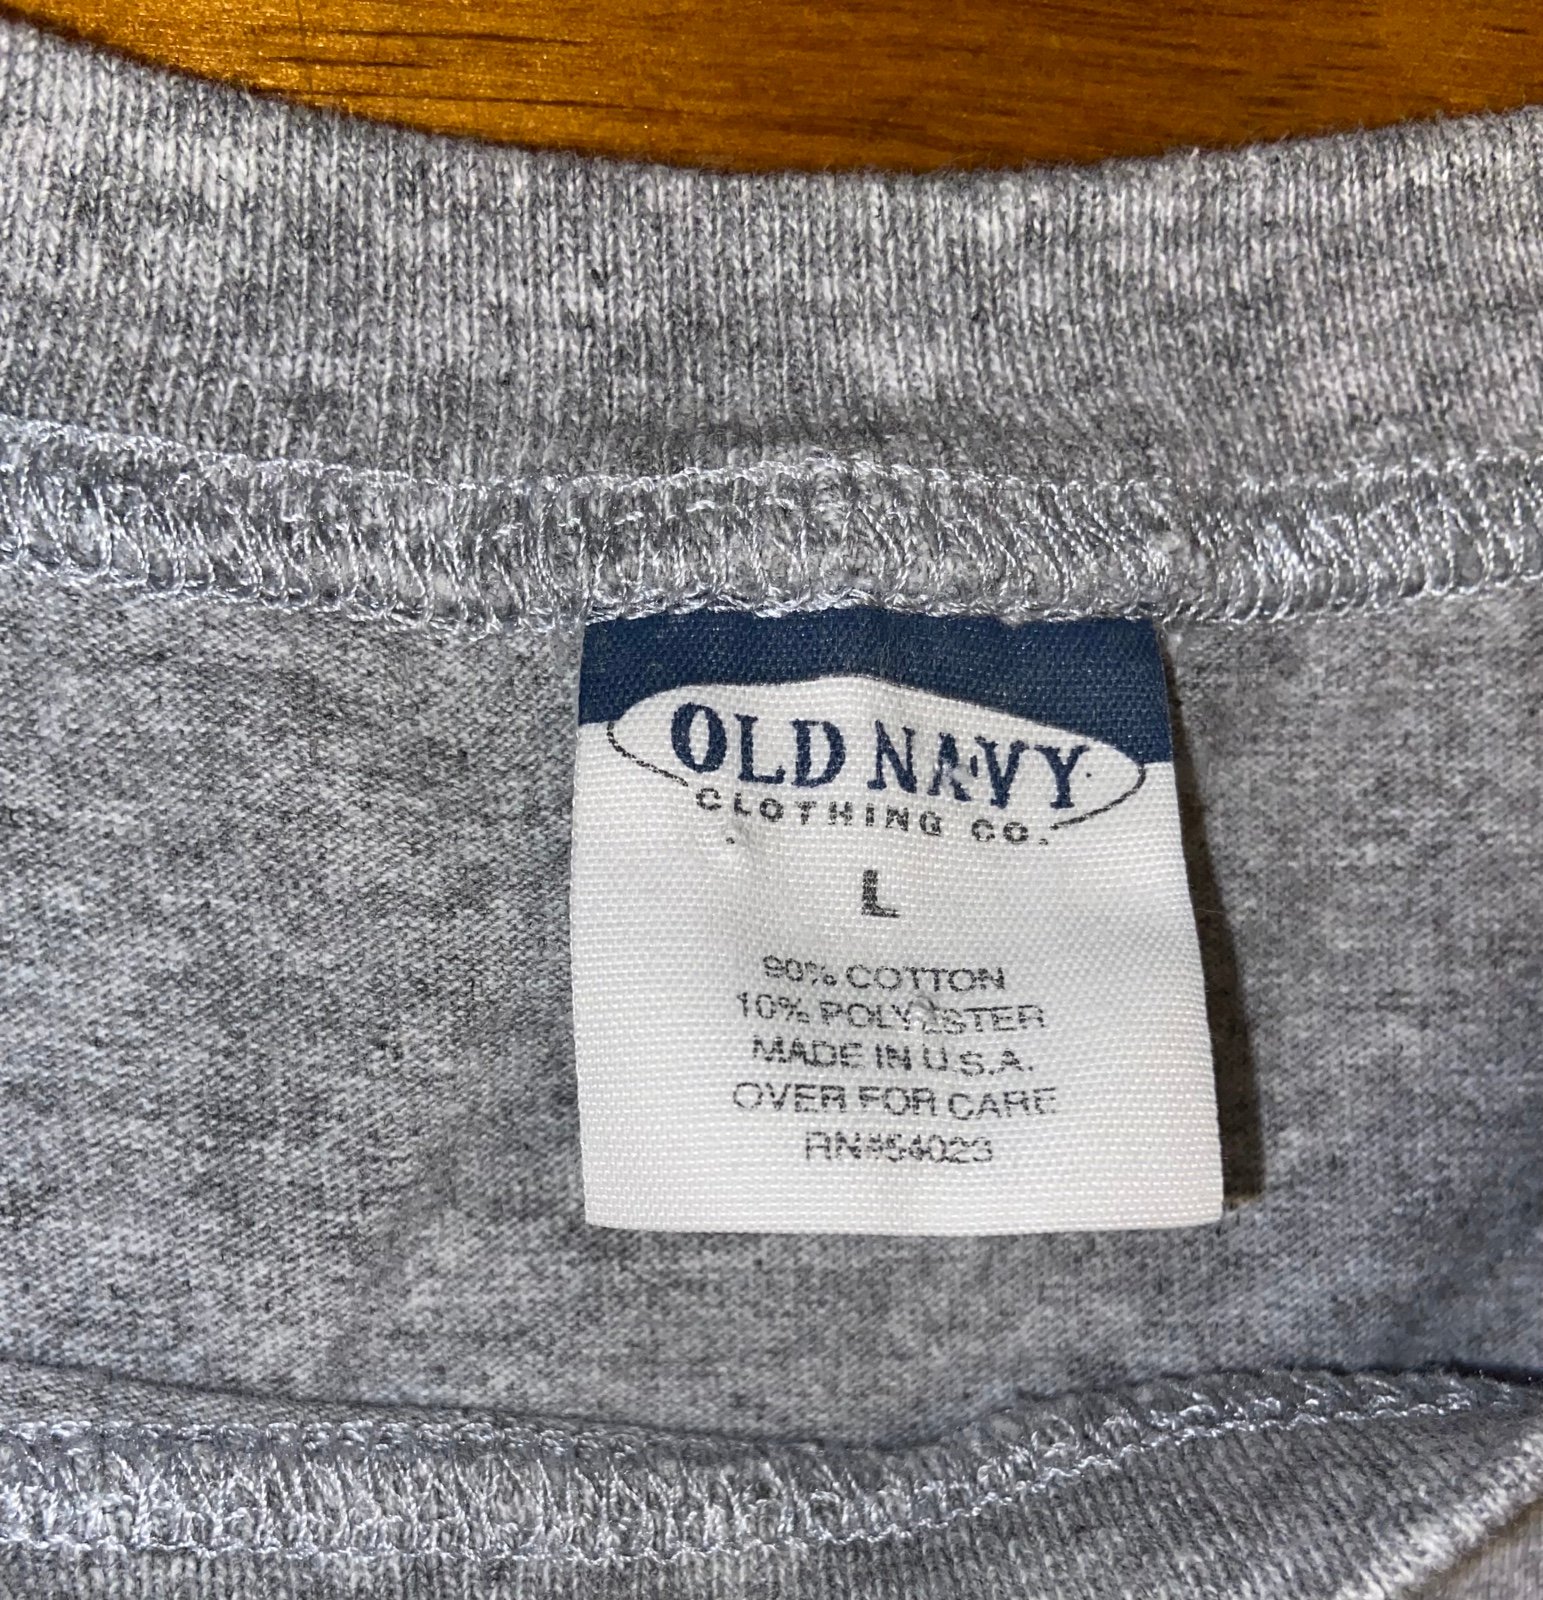 OLD NAVY
CLOTHING CO.
L
90% COTTON
10% POLYESTER
MADE IN U.S.A.
OVER FOR CARE
RN#54023